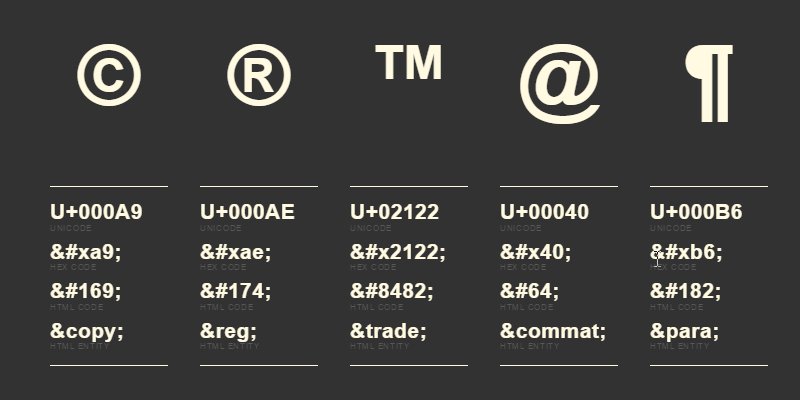 © ® ™ @ ¶
U+000A9 U+000AE U+02122 U+00040 U+000B6
UNICODE UNICODE UNICODE UNICODE UNICODE
&#xa9; &#xae; &#x2122; &#x40; &#xb6;
HEX CODE HEX CODE HEX CODE HEX CODE HEX CODE
&#169; &#174; &#8482; &#64; &#182;
HTML CODE HTML CODE HTML CODE HTML CODE HTML CODE
&copy; &reg; &trade; &commat; &para;
HTML ENTITY HTML ENTITY HTML ENTITY HTML ENTITY HTML ENTITY